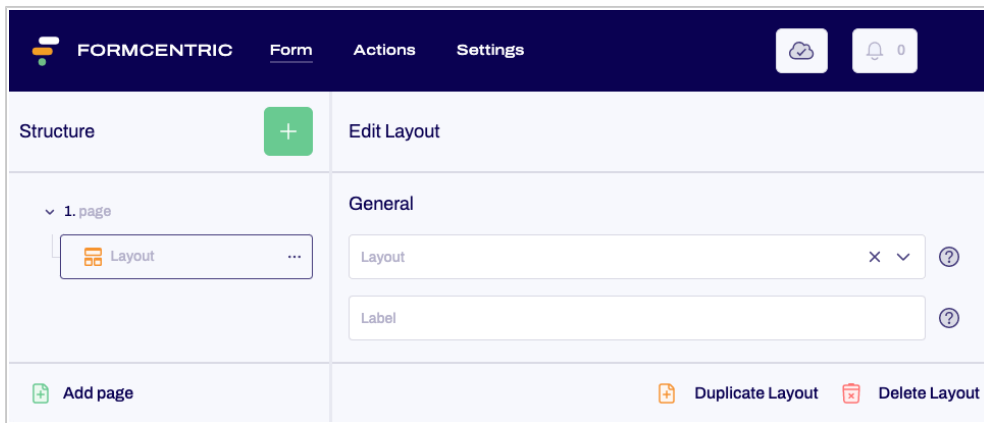 FORMCENTRIC Form Actions Settings 0
Structure
Edit Layout
1. page
Layout
General
Layout
Label
Add page
Duplicate Layout Delete Layout